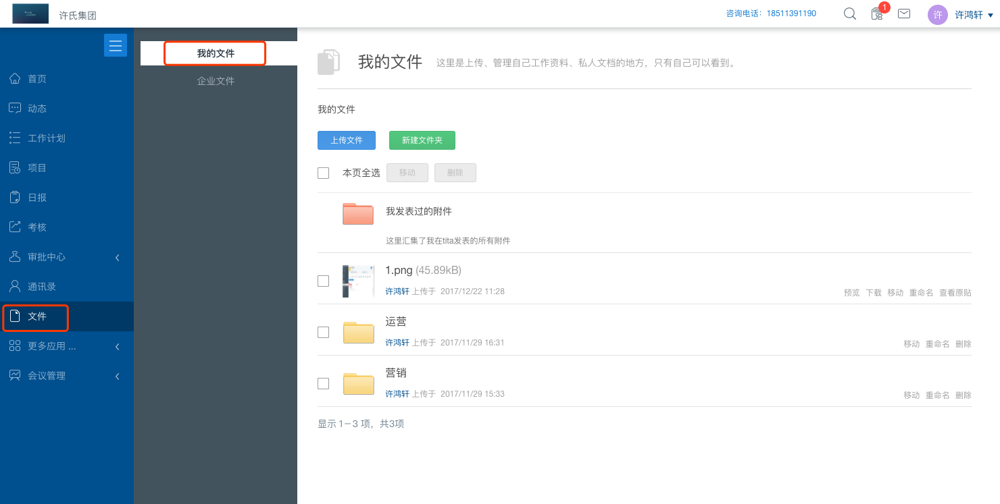 许氏集团
咨询电话：18511391190
1
许
许鸿轩
首页
动态
工作计划
项目
日报
考核
审批中心
通讯录
文件
更多应用 ...
会议管理
我的文件
企业文件
我的文件
这里是上传、管理自己工作资料、私人文档的地方，只有自己可以看到。
我的文件
上传文件
新建文件夹
本页全选
移动
删除
我发表过的附件
这里汇集了我在tita发表的所有附件
1.png (45.89kB)
许鸿轩 上传于 2017/12/22 11:28
预览 下载 移动 重命名 查看原贴
运营
许鸿轩 上传于 2017/11/29 16:31
移动 重命名 删除
营销
许鸿轩 上传于 2017/11/29 15:33
移动 重命名 删除
显示 1－3 项，共3项